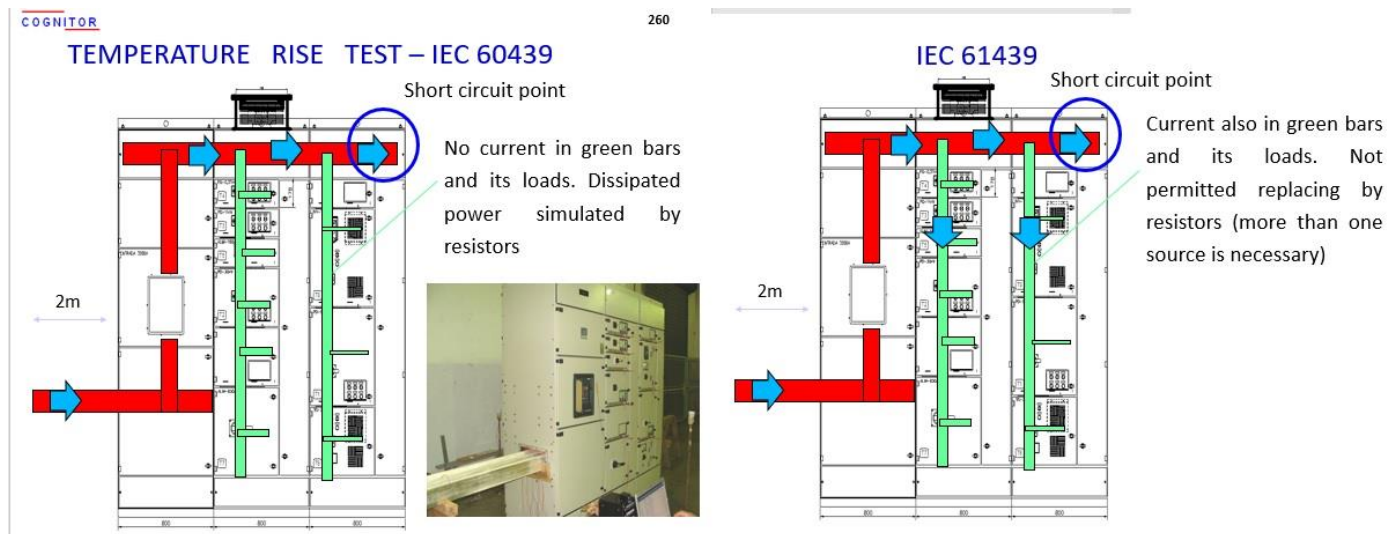 COGNITOR
260
TEMPERATURE RISE TEST – IEC 60439
Short circuit point
No current in green bars
and its loads. Dissipated
power simulated by
resistors
2m
800
800
800
IEC 61439
Short circuit point
Current also in green bars
and its loads. Not
permitted replacing by
resistors (more than one
source is necessary)
2m
800
800
800